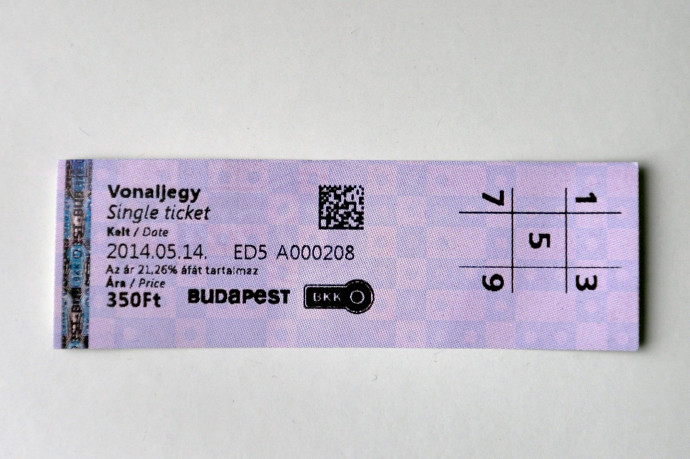 Vonaljegy
Single ticket
Kelt / Date
2014.05.14. ED5 A000208
Az ár 21,26% áfát tartalmaz
Ára / Price
350Ft BUDAPEST BKK
1
7
5
3
9